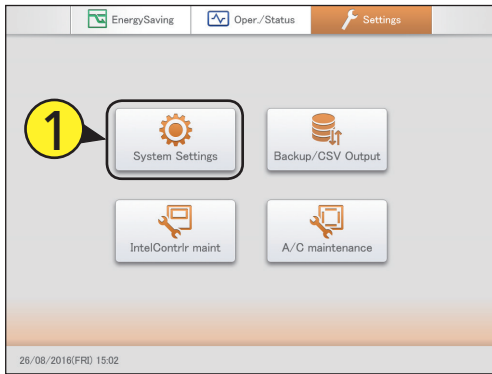 EnergySaving
Oper./Status
Settings
1
System Settings
Backup/CSV Output
IntelContrlr maint
A/C maintenance
26/08/2016(FRI) 15:02